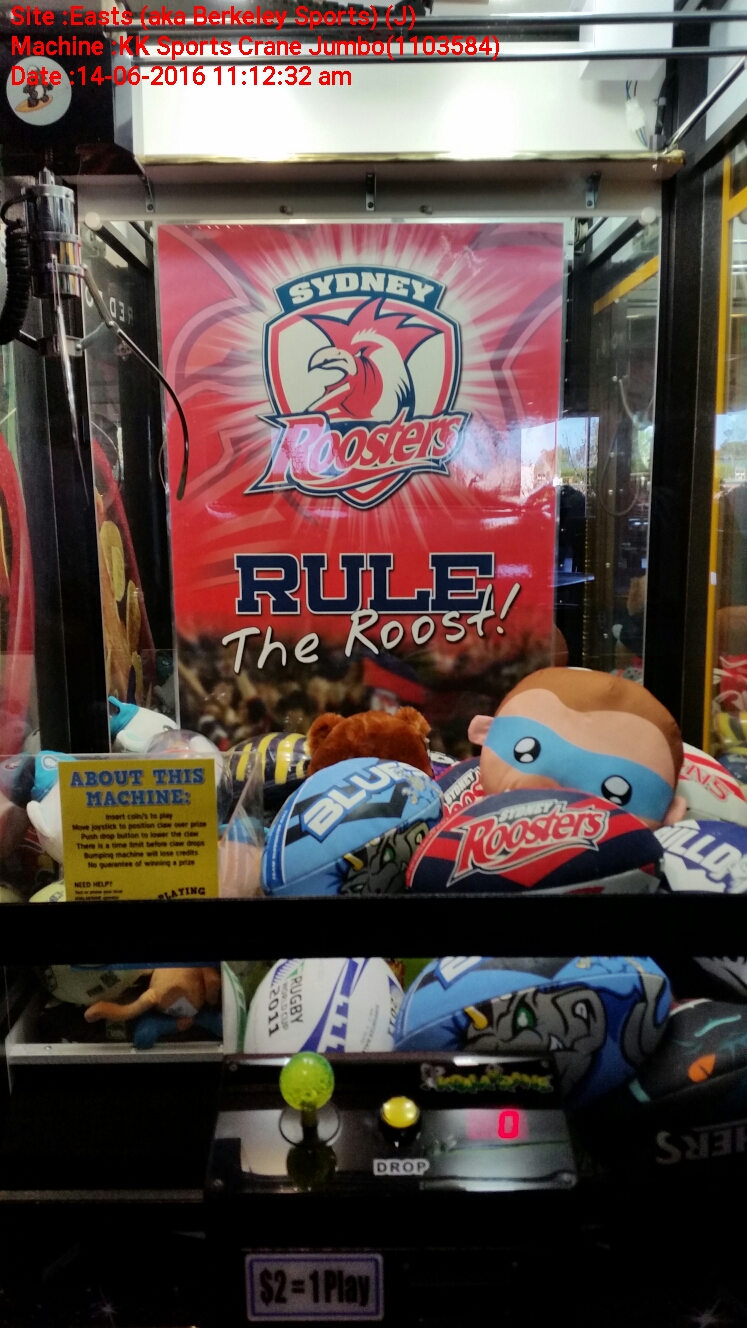 Site :Easts (aka Berkeley Sports) (J)
Machine :KK Sports Crane Jumbo(1103584)
Date :14-06-2016 11:12:32 am
SYDNEY
Roosters
RULE
The Roost!
ABOUT THIS
MACHINE:
Insert coin's to play
Move joystick to position claw over prize
Push drop button to lower the claw
There is a time limit before claw drops
Bumping machine will lose credits
No guarantee of winning a prize
NEED HELP?
PLAYING
BLUES
SYDNEY
Roosters
RUGBY
WORLD CUP
2011
0
DROP
$2 = 1 Play